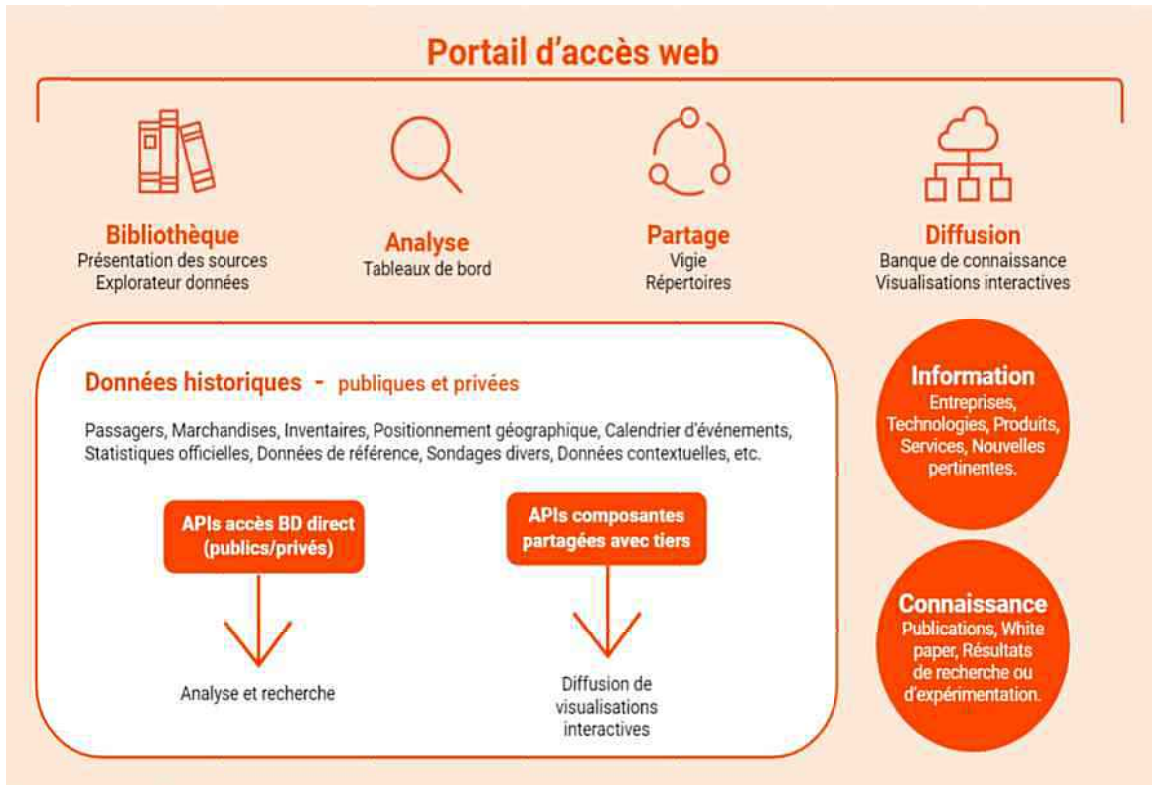 Portail d'accès web
Bibliothèque
Présentation des sources
Explorateur données
Analyse
Tableaux de bord
Partage
Vigie
Répertoires
Diffusion
Banque de connaissance
Visualisations interactives
Données historiques - publiques et privées
Passagers, Marchandises, Inventaires, Positionnement géographique, Calendrier d'événements,
Statistiques officielles, Données de référence, Sondages divers, Données contextuelles, etc.
APIs accès BD direct
(publics/privés)
Analyse et recherche
APIs composantes
partagées avec tiers
Diffusion de
visualisations
interactives
Information
Entreprises,
Technologies, Produits,
Services, Nouvelles
pertinentes.
Connaissance
Publications, White
paper, Résultats
de recherche ou
d'expérimentation.